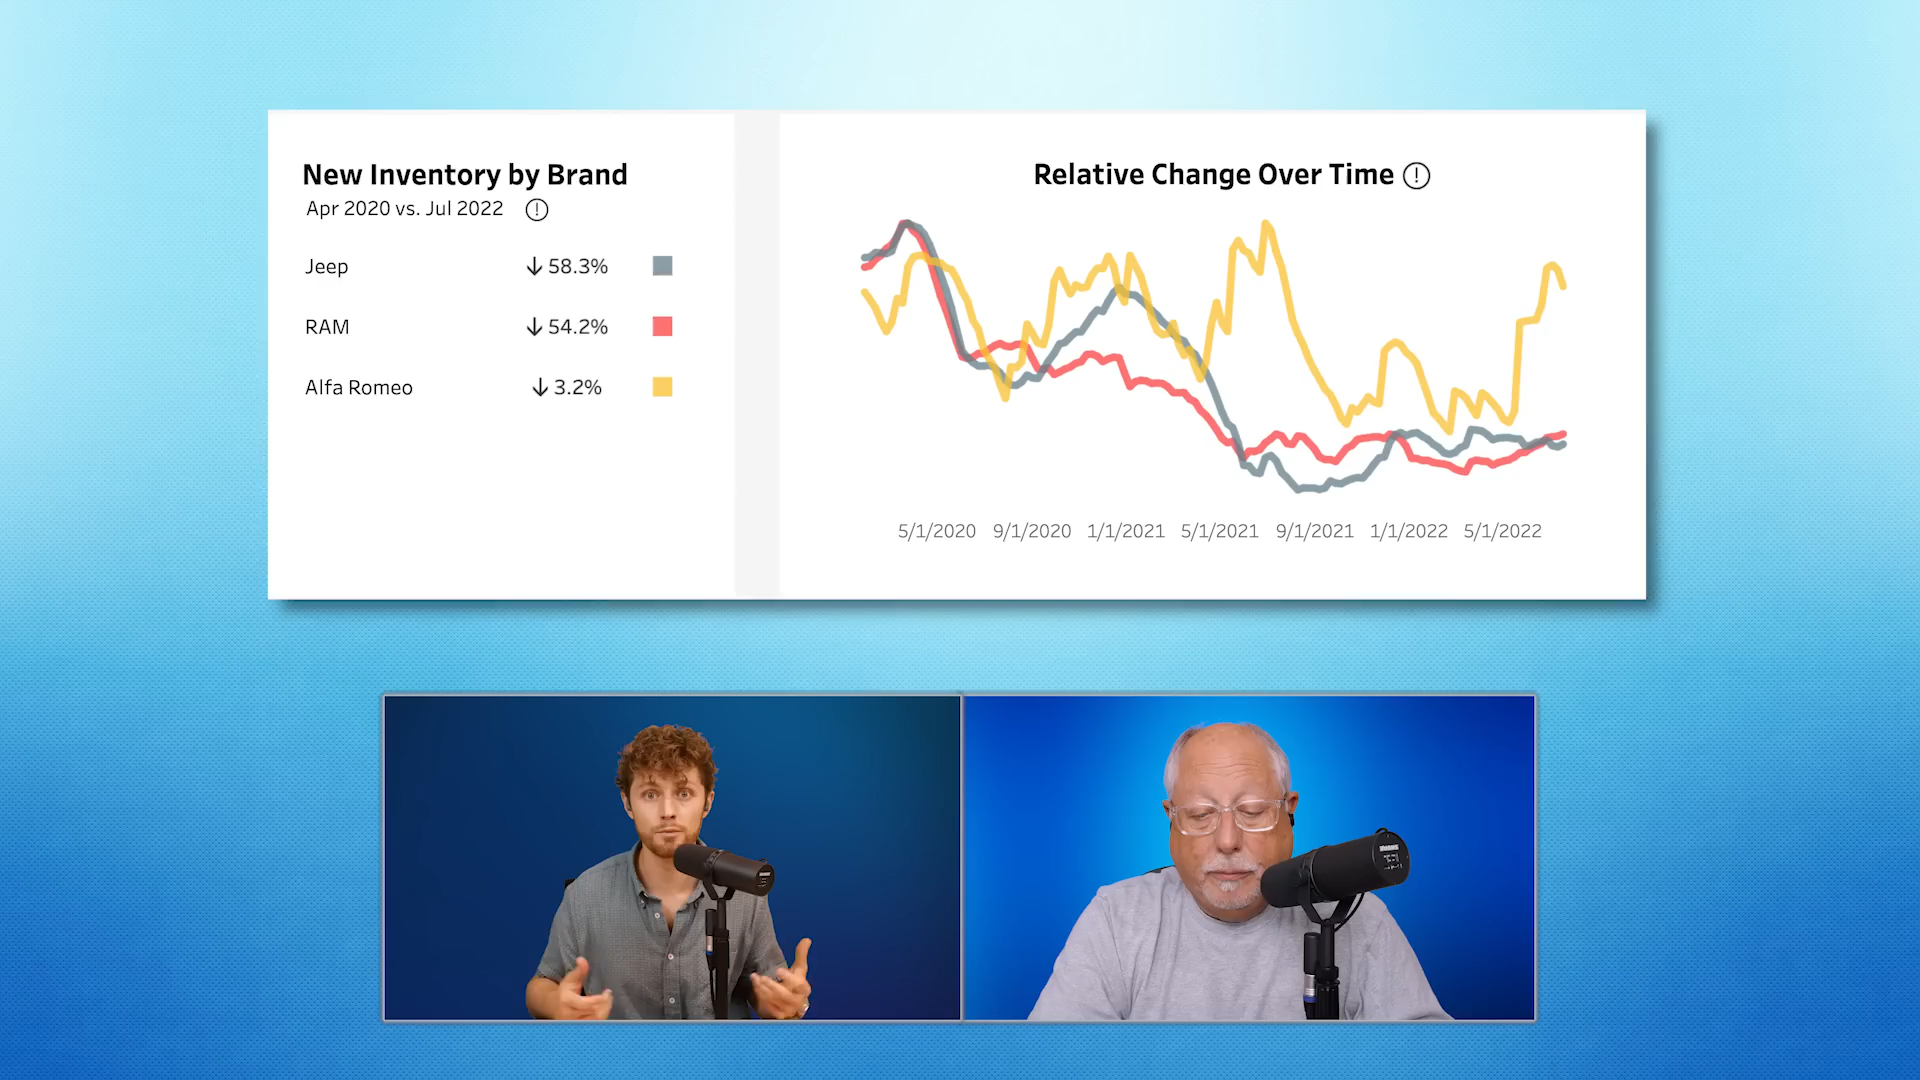 New Inventory by Brand
Apr 2020 vs. Jul 2022
Jeep ↓ 58.3%
RAM ↓ 54.2%
Alfa Romeo ↓ 3.2%
Relative Change Over Time
5/1/2020 9/1/2020 1/1/2021 5/1/2021 9/1/2021 1/1/2022 5/1/2022